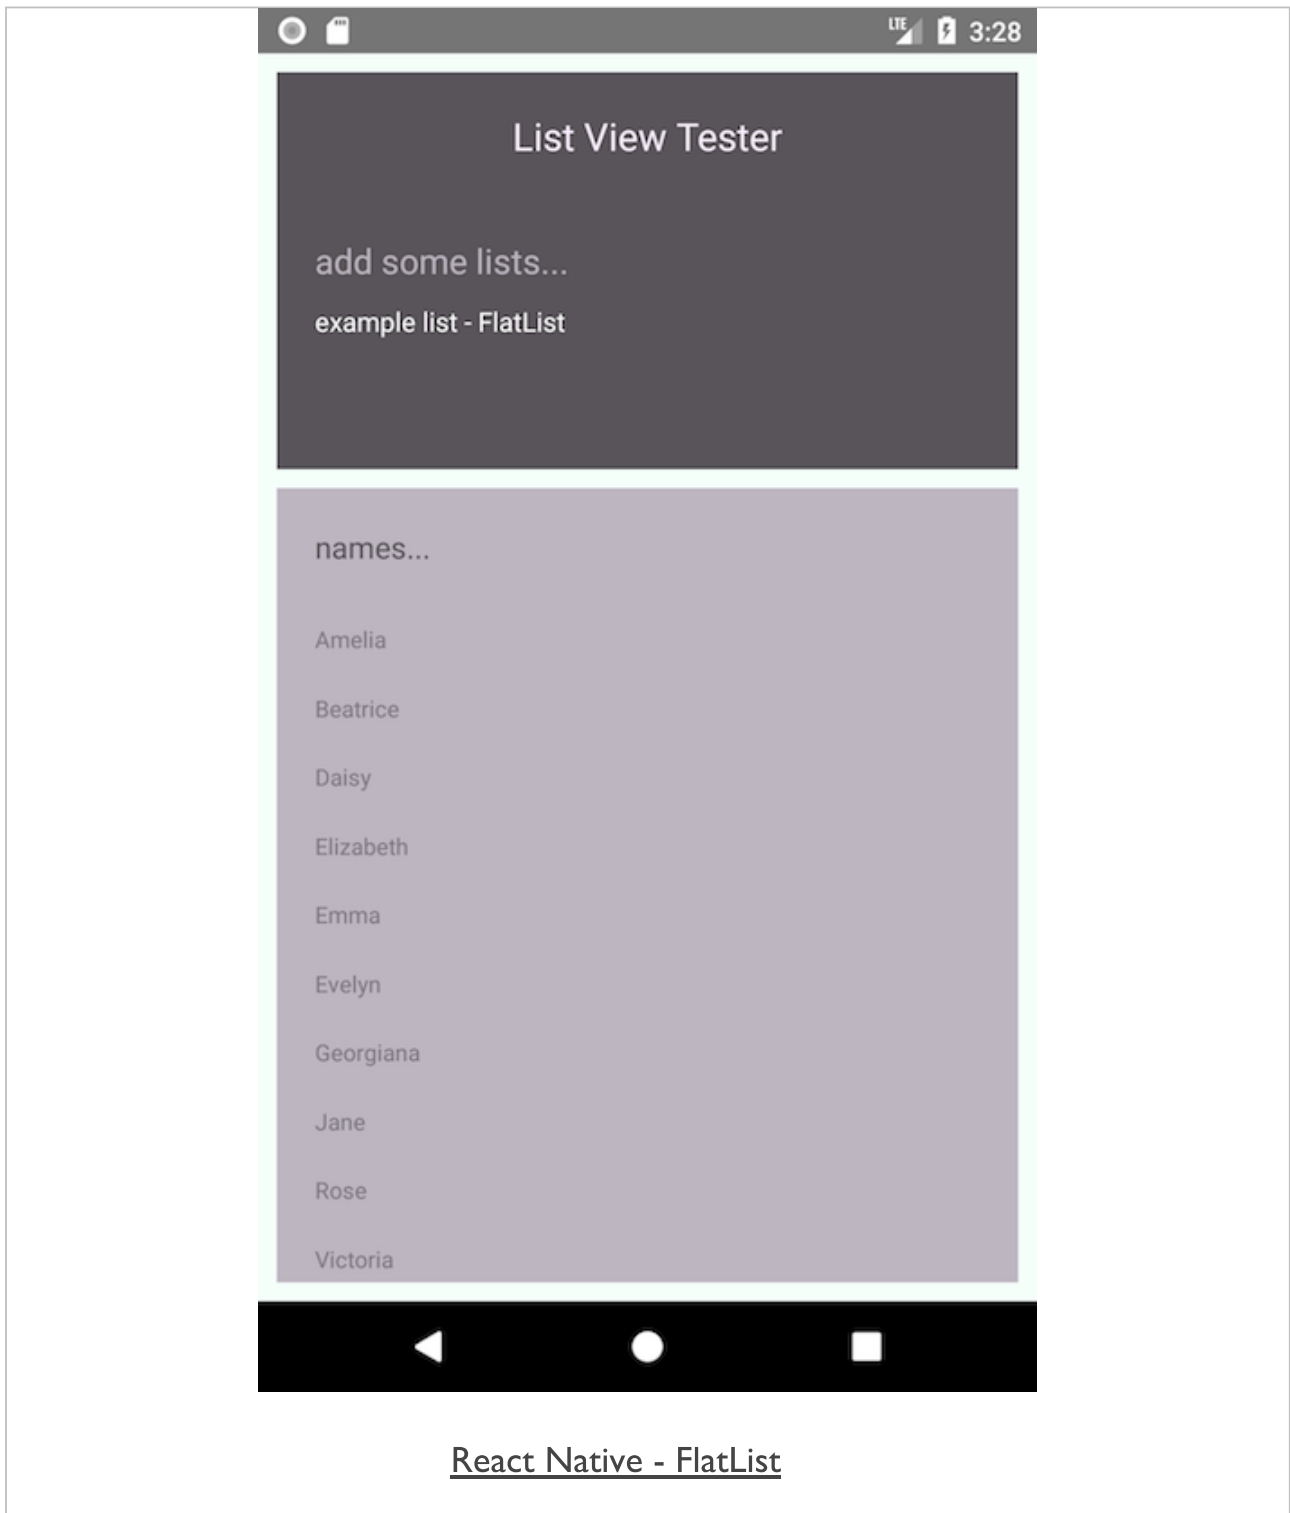 LTE 3:28
List View Tester
add some lists...
example list - FlatList
names...
Amelia
Beatrice
Daisy
Elizabeth
Emma
Evelyn
Georgiana
Jane
Rose
Victoria
React Native - FlatList